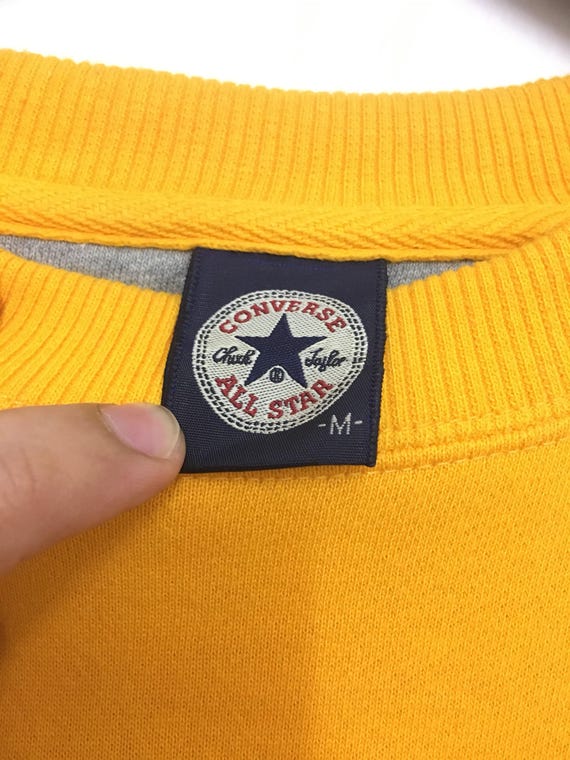 CONVERSE
Chuck Taylor
ALL STAR
-M-